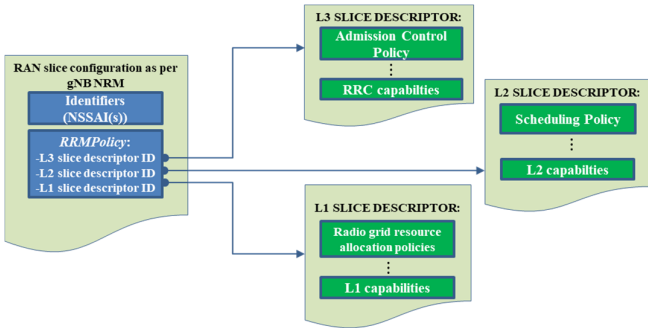 RAN slice configuration as per
gNB NRM
Identifiers
(NSSAI(s))
RRMPolicy:
-L3 slice descriptor ID
-L2 slice descriptor ID
-L1 slice descriptor ID
L3 SLICE DESCRIPTOR:
Admission Control
Policy
RRC capabilties
L2 SLICE DESCRIPTOR:
Scheduling Policy
L2 capabilties
L1 SLICE DESCRIPTOR:
Radio grid resource
allocation policies
L1 capabilities